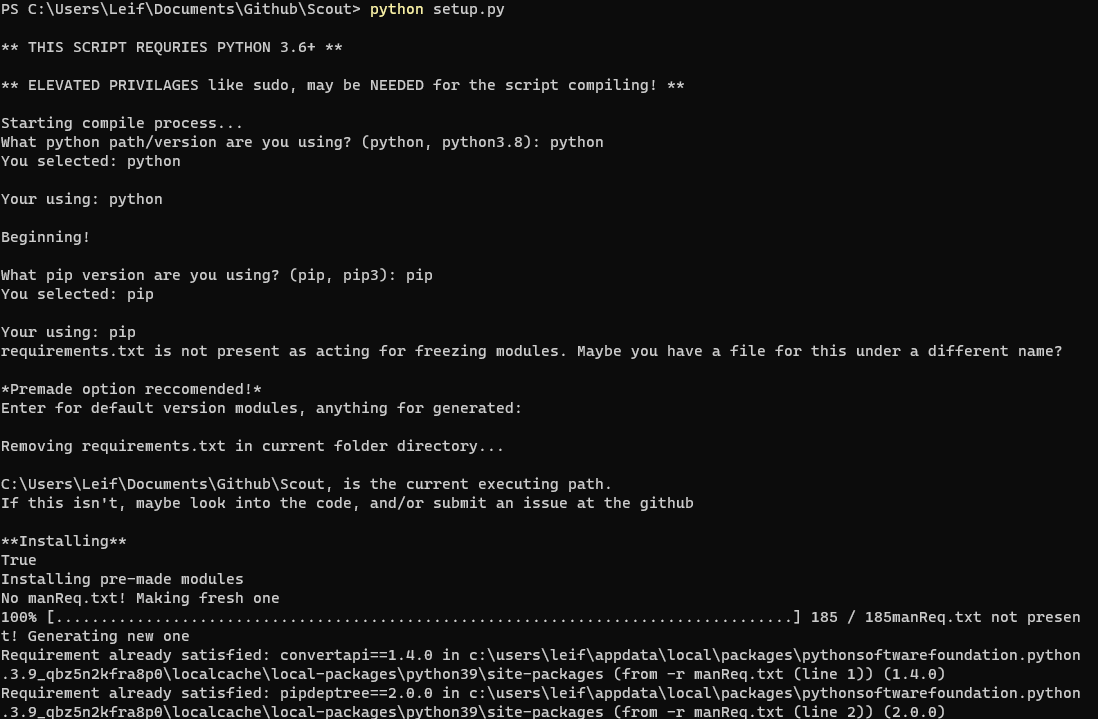 PS C:\Users\Leif\Documents\Github\Scout> python setup.py
** THIS SCRIPT REQURIES PYTHON 3.6+ **
** ELEVATED PRIVILAGES like sudo, may be NEEDED for the script compiling! **
Starting compile process...
What python path/version are you using? (python, python3.8): python
You selected: python
Your using: python
Beginning!
What pip version are you using? (pip, pip3): pip
You selected: pip
Your using: pip
requirements.txt is not present as acting for freezing modules. Maybe you have a file for this under a different name?
*Premade option reccomended!*
Enter for default version modules, anything for generated:
Removing requirements.txt in current folder directory...
C:\Users\Leif\Documents\Github\Scout, is the current executing path.
If this isn't, maybe look into the code, and/or submit an issue at the github
**Installing**
True
Installing pre-made modules
No manReq.txt! Making fresh one
100% [..................................................................................] 185 / 185manReq.txt not presen
t! Generating new one
Requirement already satisfied: convertapi==1.4.0 in c:\users\leif\appdata\local\packages\pythonsoftwarefoundation.python
.3.9_qbz5n2kfra8p0\localcache\local-packages\python39\site-packages (from -r manReq.txt (line 1)) (1.4.0)
Requirement already satisfied: pipdeptree==2.0.0 in c:\users\leif\appdata\local\packages\pythonsoftwarefoundation.python
.3.9_qbz5n2kfra8p0\localcache\local-packages\python39\site-packages (from -r manReq.txt (line 2)) (2.0.0)